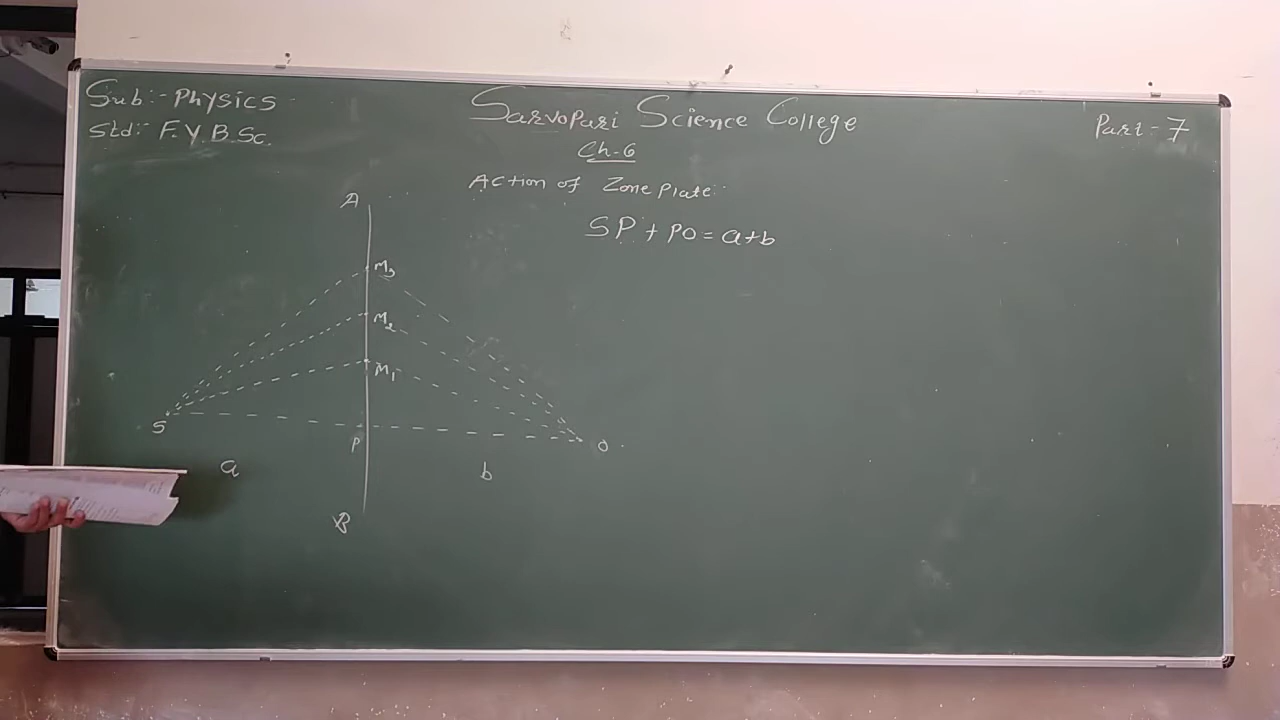 Sub:- Physics
Std:- F.Y.B.Sc.
Sarvopari Science College
Part-7
Ch-6
Action of Zone Plate:-
SP + PO = a+b
A
M3
M2
M1
S
P
O
a
b
B